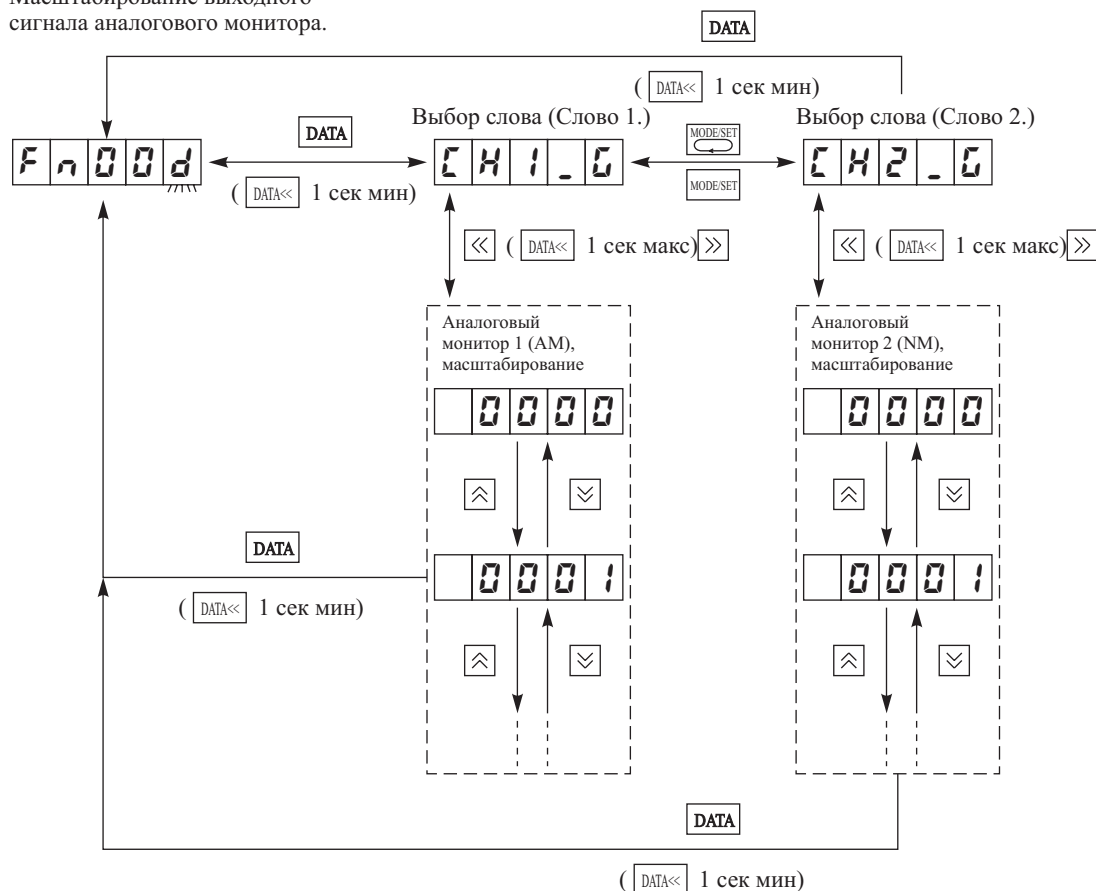 Масштабирование выходного
сигнала аналогового монитора.
DATA
( DATA<< 1 сек мин)
DATA
Выбор слова (Слово 1.)
MODE/SET
Выбор слова (Слово 2.)
Fn00d
CH1_G
CH2_G
( DATA<< 1 сек мин)
MODE/SET
<< ( DATA<< 1 сек макс) >>
<< ( DATA<< 1 сек макс) >>
Аналоговый
монитор 1 (AM),
масштабирование
Аналоговый
монитор 2 (NM),
масштабирование
0000
0000
DATA
0001
0001
( DATA<< 1 сек мин)
DATA
( DATA<< 1 сек мин)